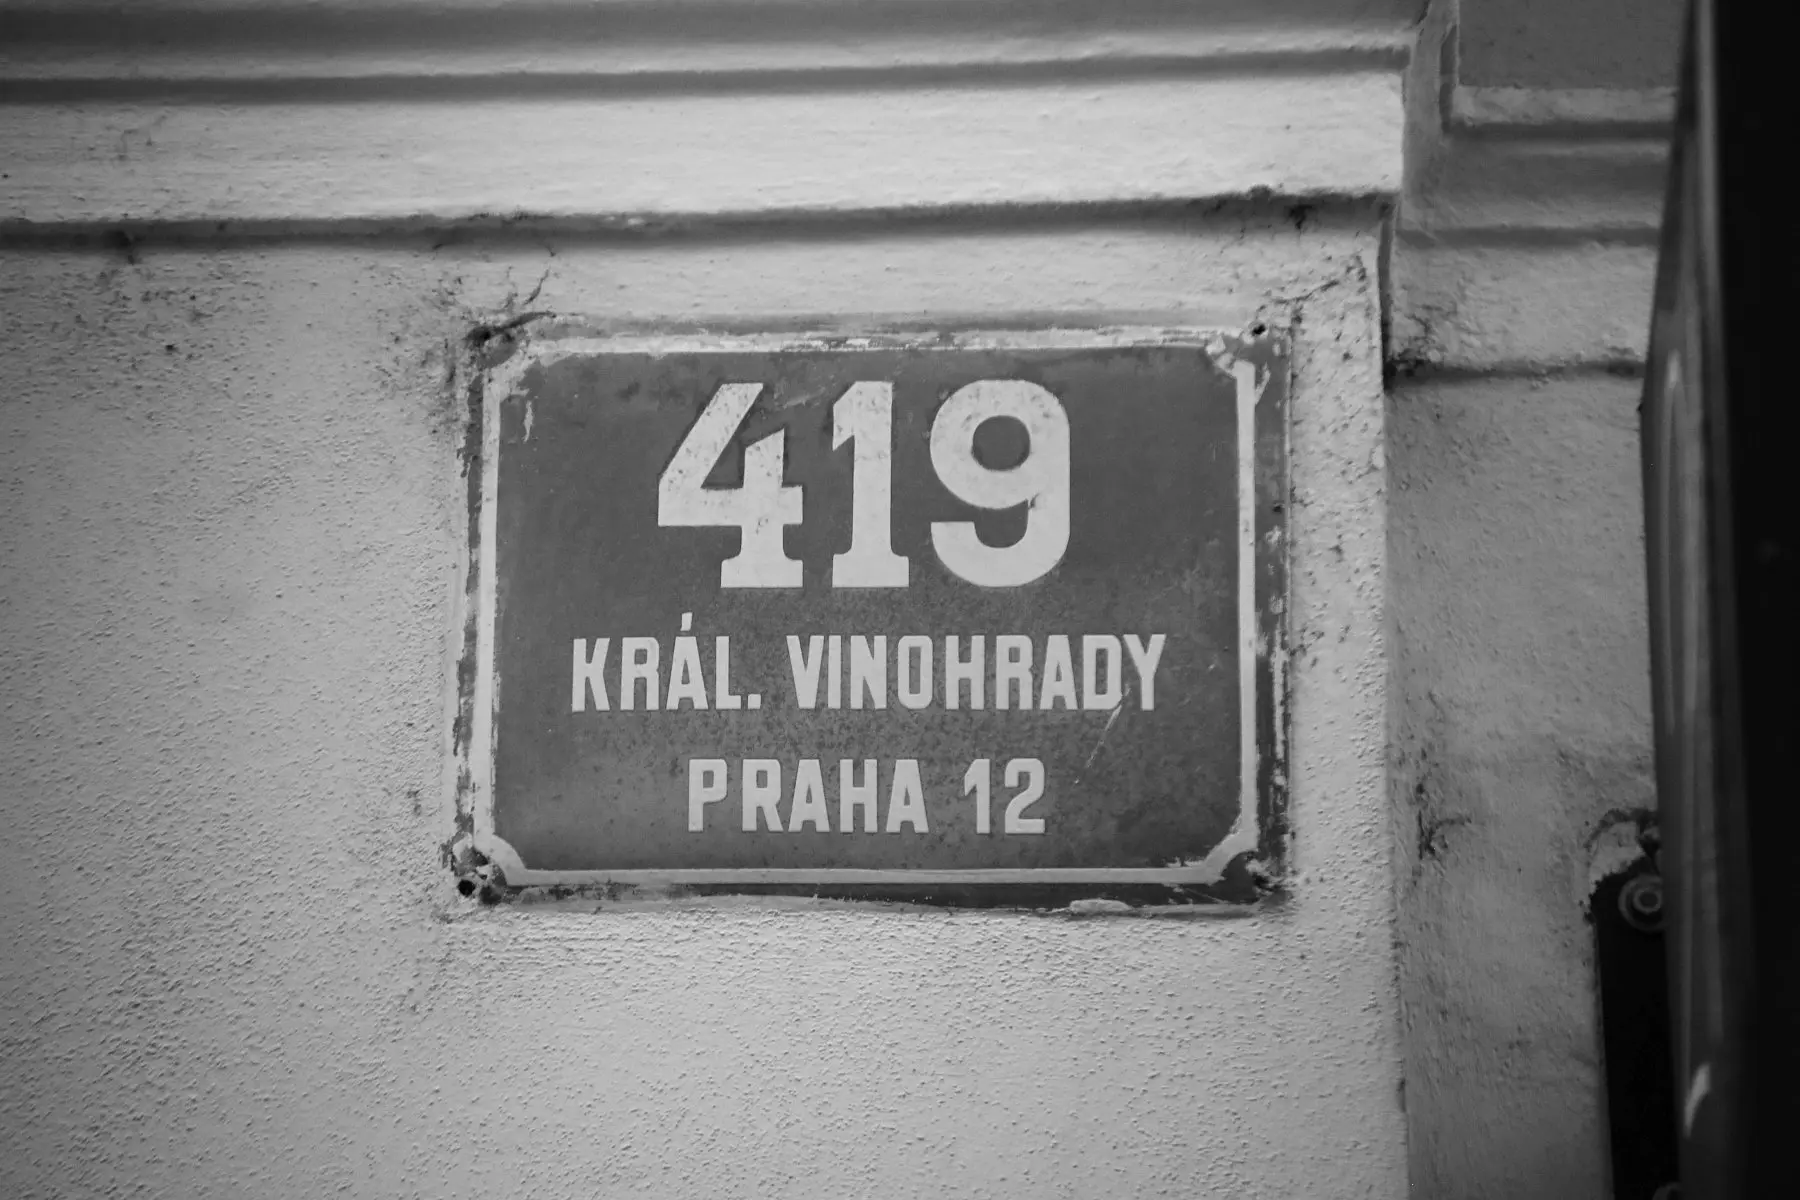 419
KRÁL. VINOHRADY
PRAHA 12